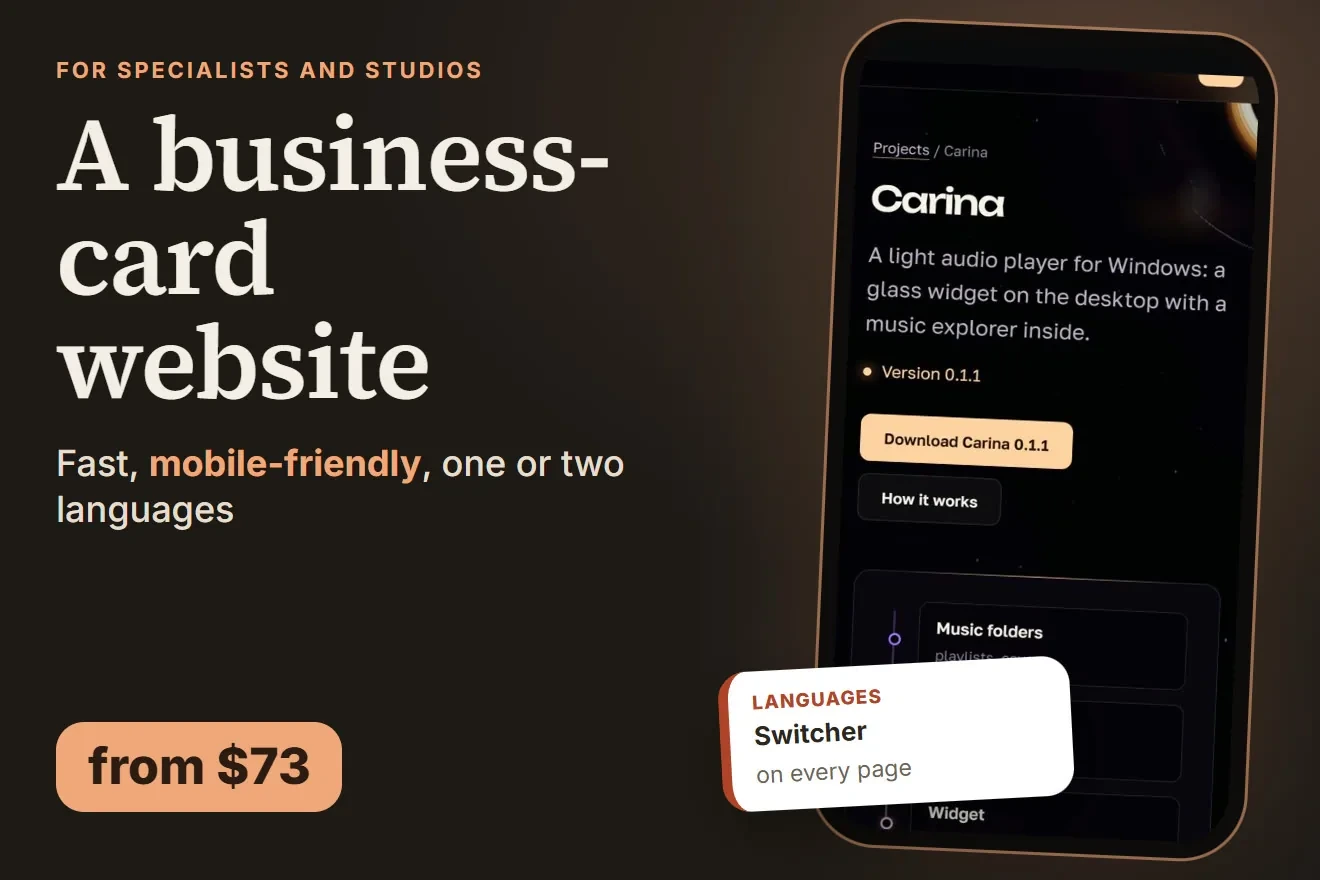 FOR SPECIALISTS AND STUDIOS
A business-
card
website
Fast, mobile-friendly, one or two
languages
from $73
Projects / Carina
Carina
A light audio player for Windows: a
glass widget on the desktop with a
music explorer inside.
Version 0.1.1
Download Carina 0.1.1
How it works
Music folders
playlists,
LANGUAGES
Switcher
on every page
Widget